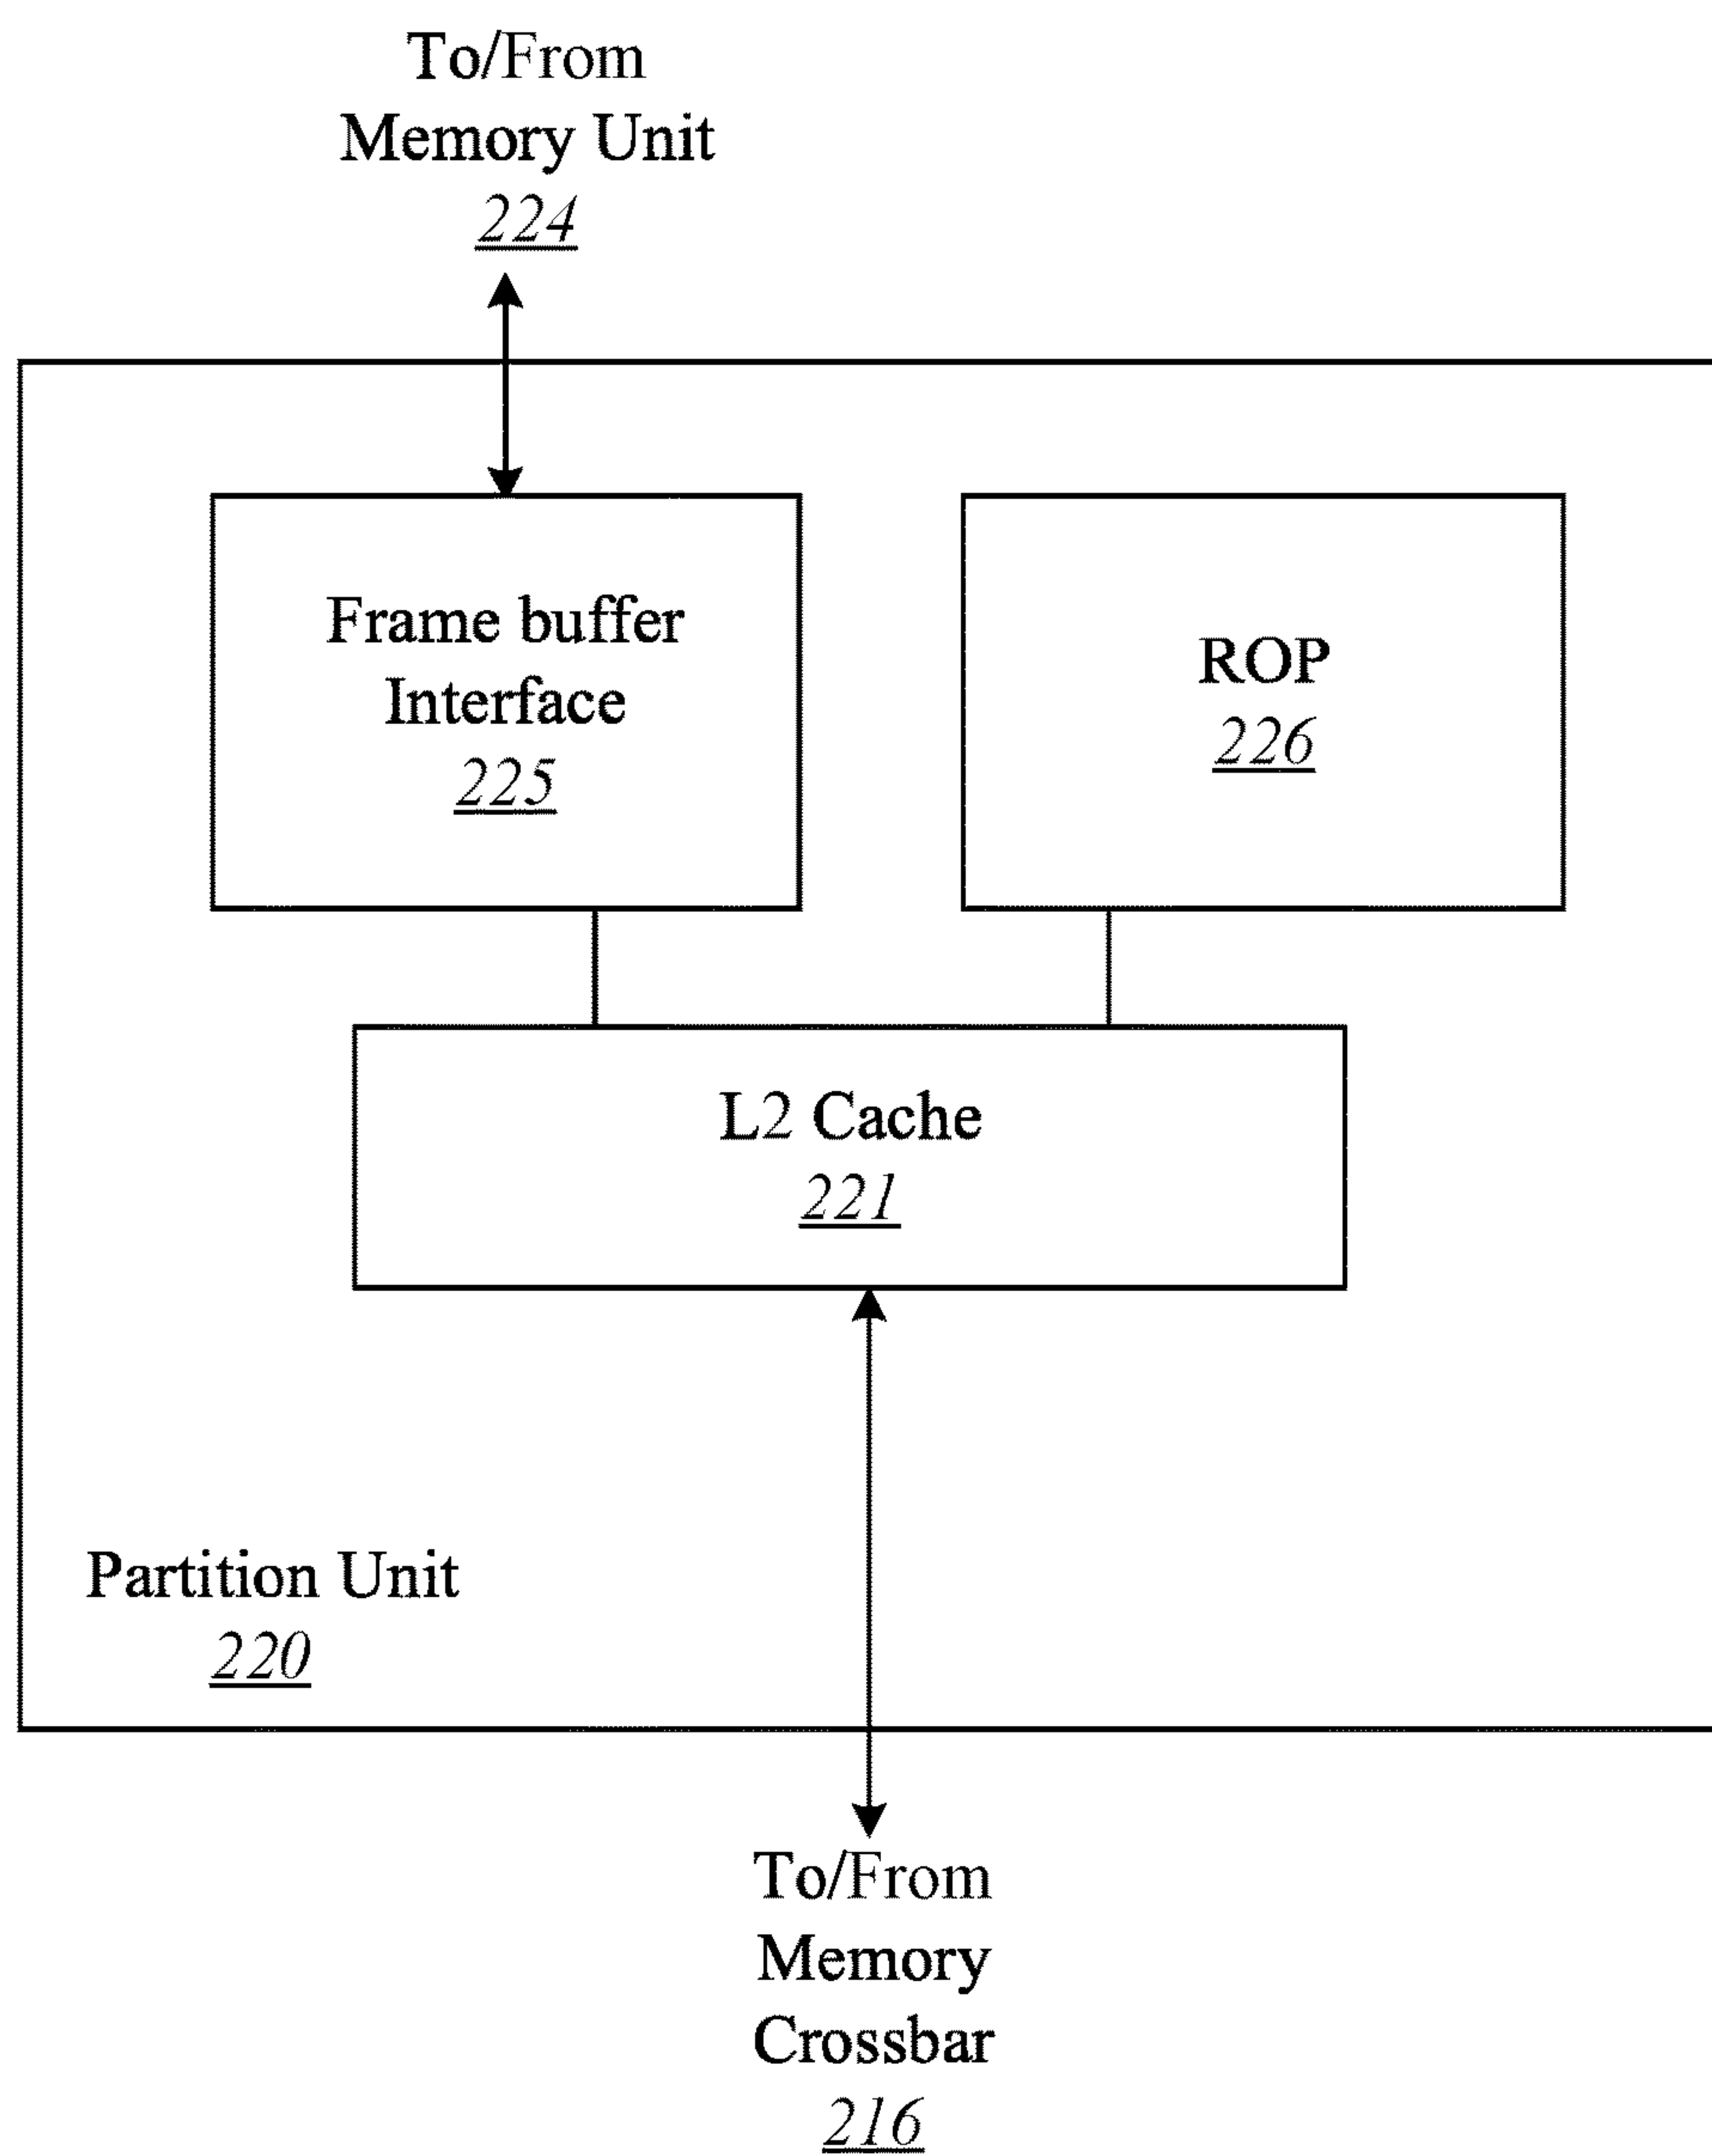 To/From
Memory Unit
224
Frame buffer
Interface
225
ROP
226
L2 Cache
221
Partition Unit
220
To/From
Memory
Crossbar
216